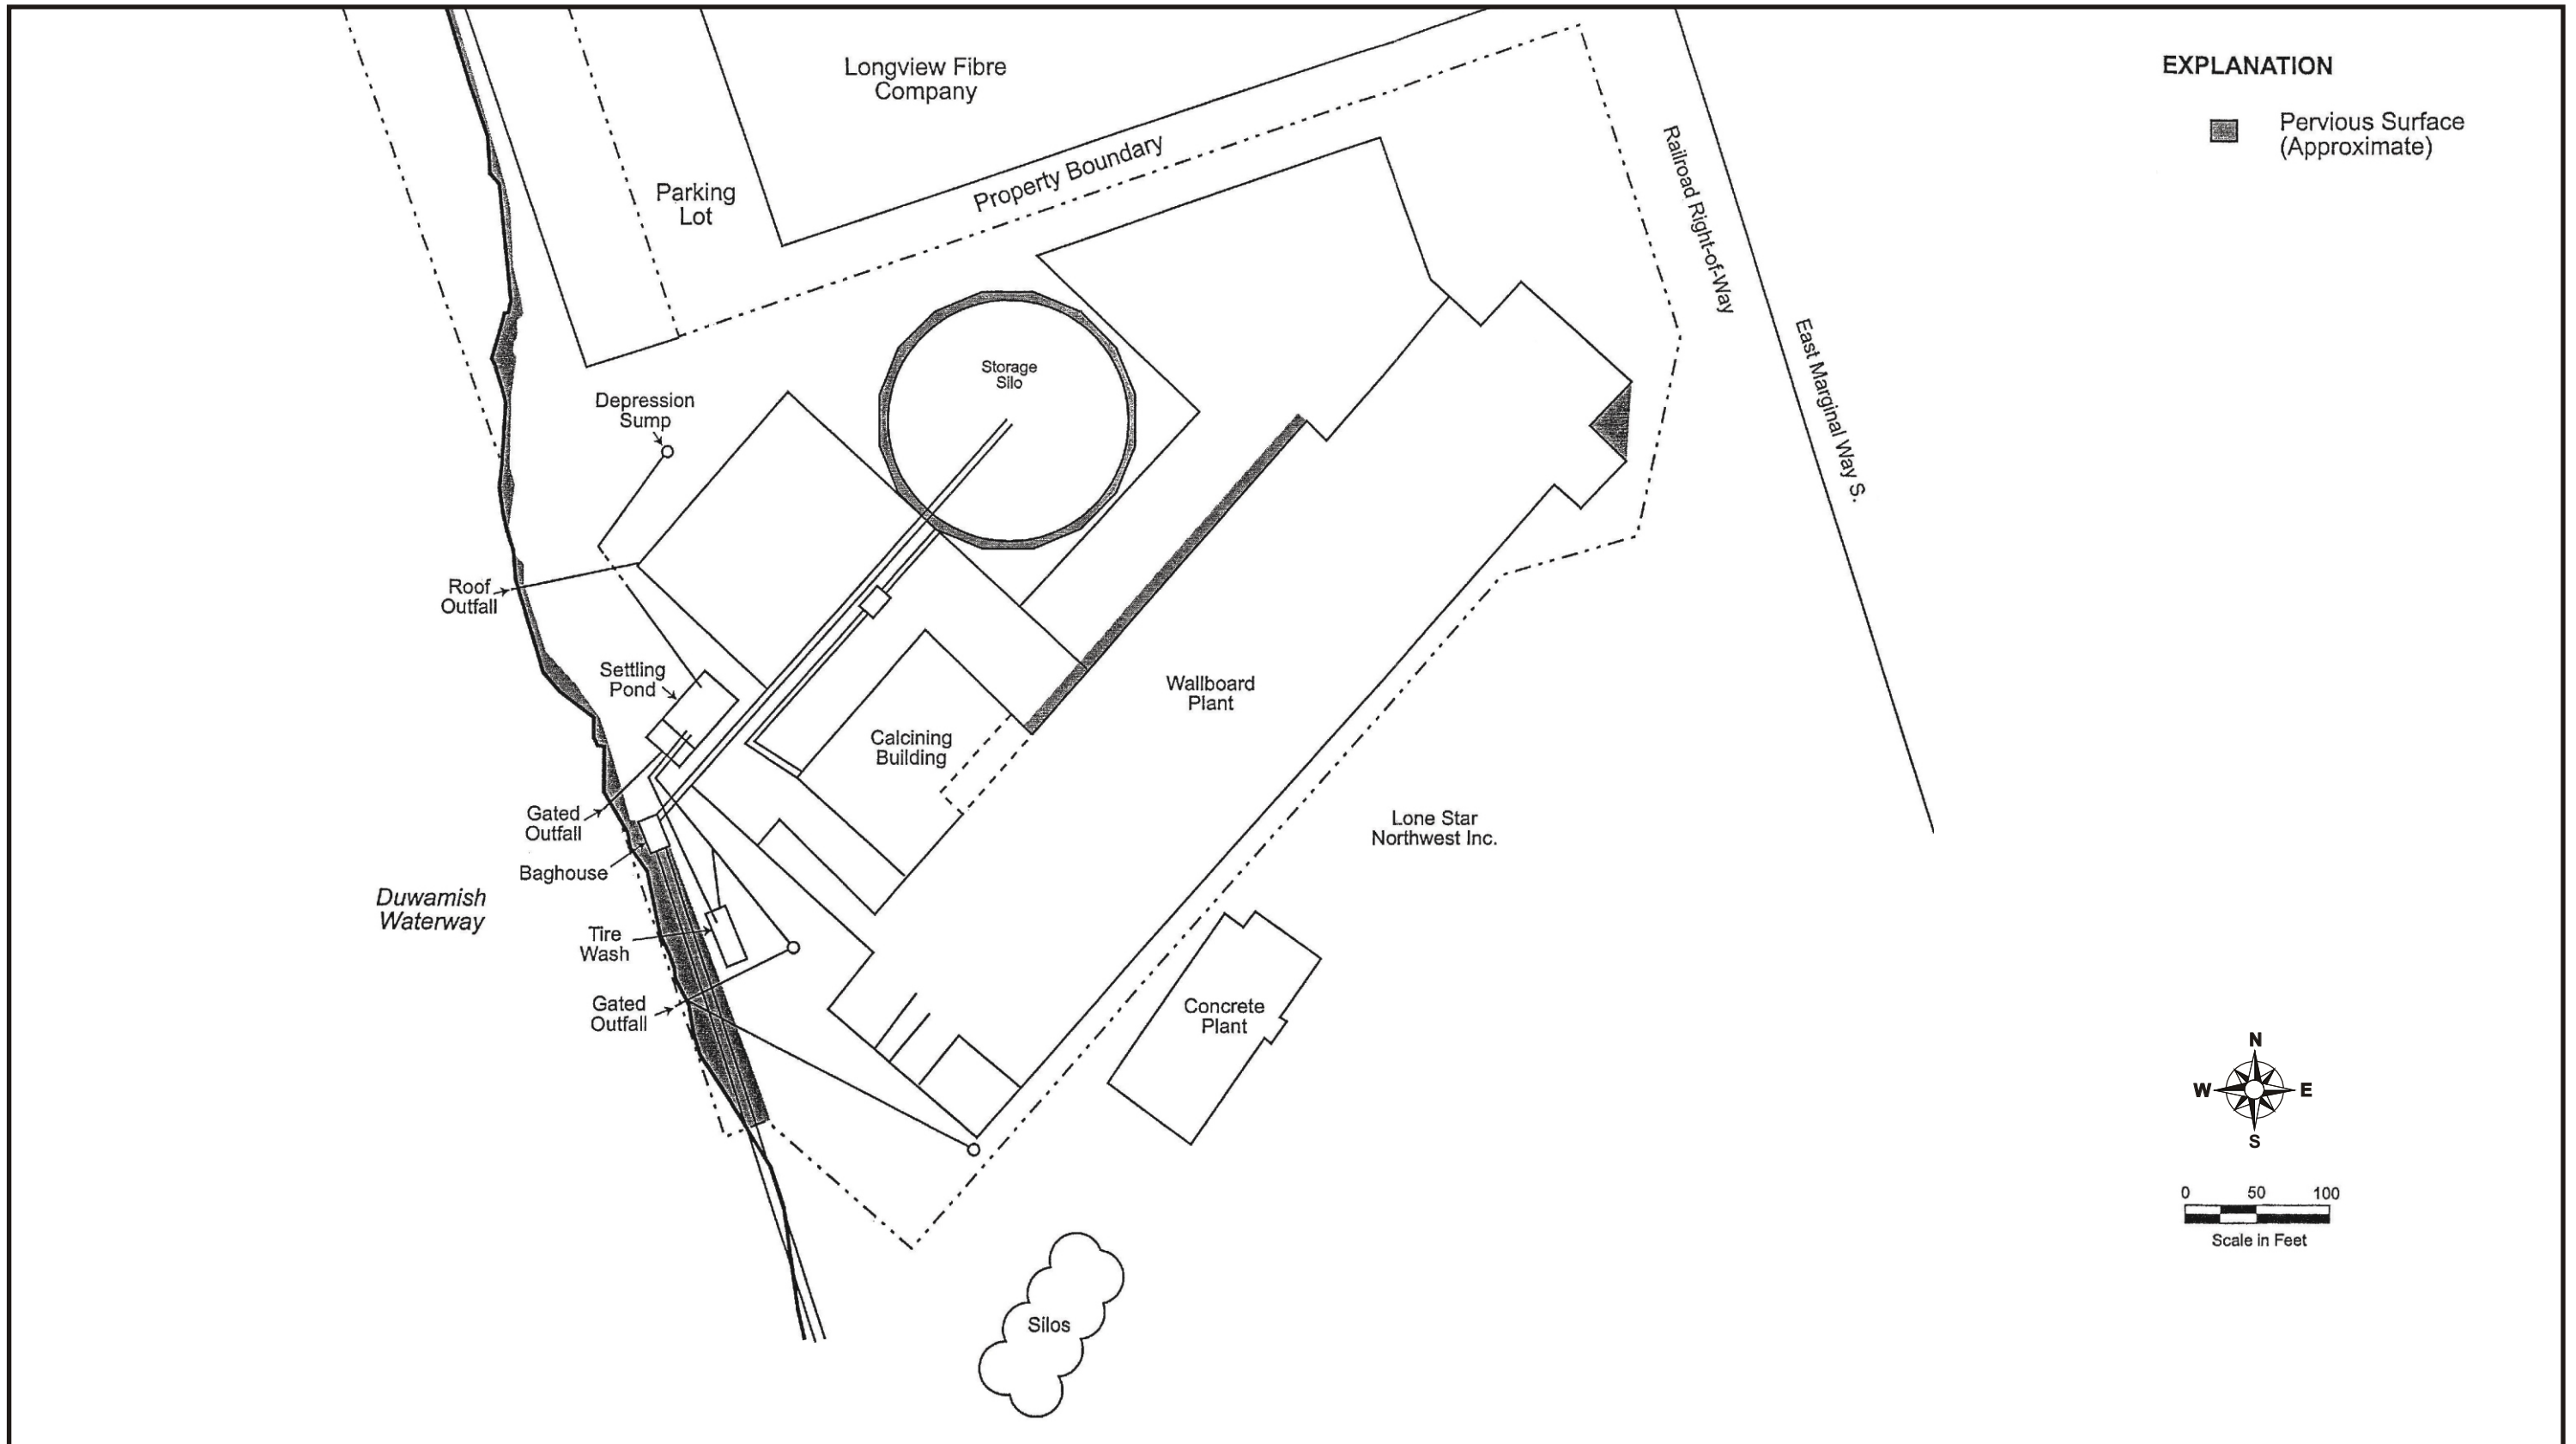 EXPLANATION
Pervious Surface
(Approximate)
Longview Fibre
Company
Property Boundary
Parking
Lot
Railroad Right-of-Way
East Marginal Way S.
Storage
Silo
Depression
Sump
Roof
Outfall
Settling
Pond
Wallboard
Plant
Calcining
Building
Gated
Outfall
Baghouse
Lone Star
Northwest Inc.
Duwamish
Waterway
Tire
Wash
Gated
Outfall
Concrete
Plant
Silos
N
W
E
S
0 50 100
Scale in Feet